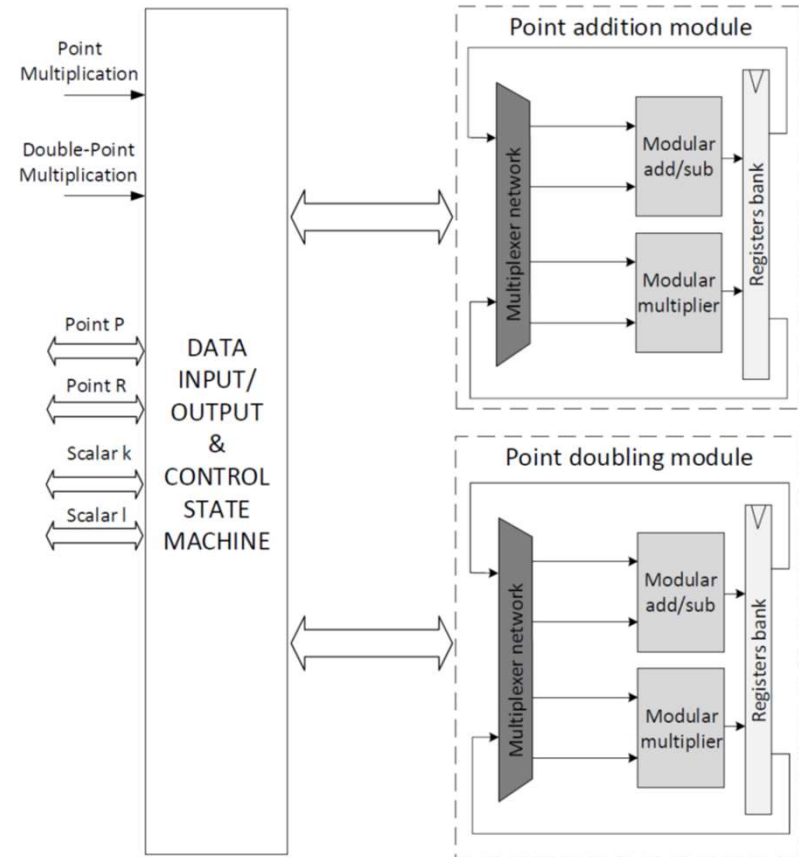 Point
Multiplication
Double-Point
Multiplication
Point P
Point R
Scalar k
Scalar l
DATA
INPUT/
OUTPUT
&
CONTROL
STATE
MACHINE
Point addition module
Multiplexer network
Modular
add/sub
Modular
multiplier
Registers bank
Point doubling module
Multiplexer network
Modular
add/sub
Modular
multiplier
Registers bank